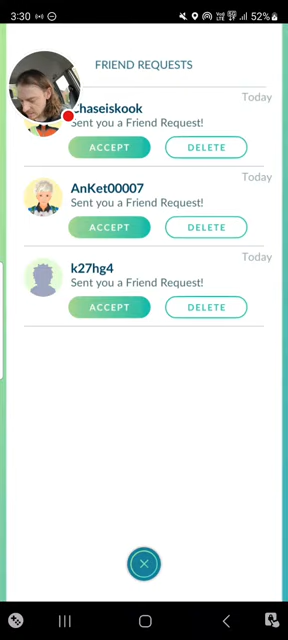 3:30
52%
FRIEND REQUESTS
Today
Chaseiskook
Sent you a Friend Request!
ACCEPT
DELETE
Today
AnKet00007
Sent you a Friend Request!
ACCEPT
DELETE
Today
k27hg4
Sent you a Friend Request!
ACCEPT
DELETE